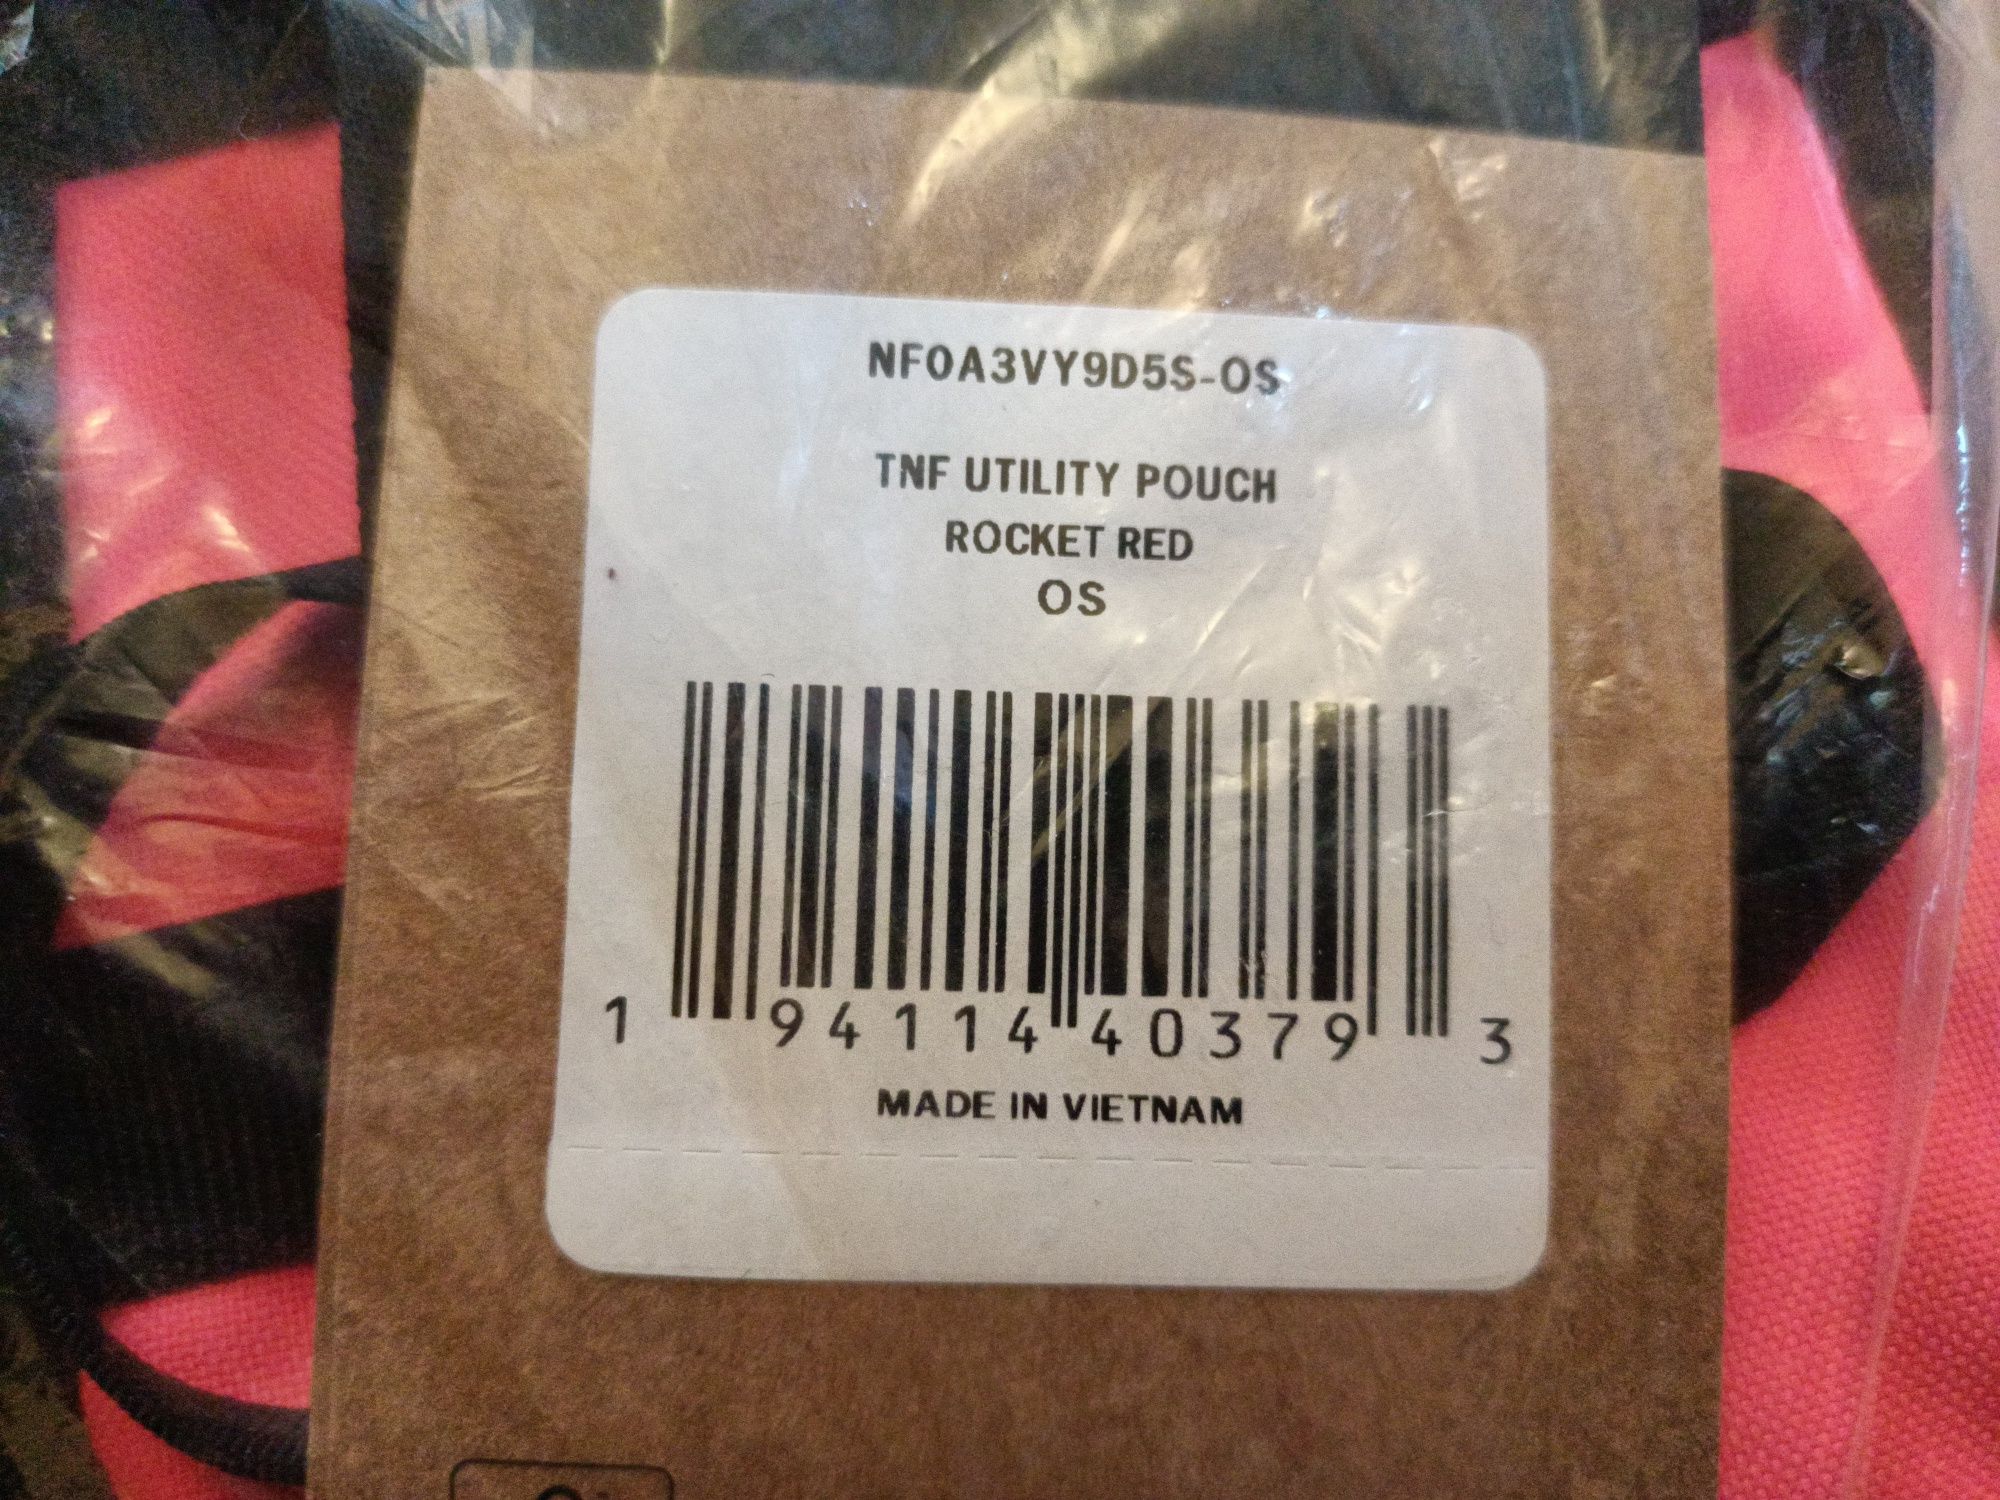 NF0A3VY9D5S-OS
TNF UTILITY POUCH
ROCKET RED
OS
1 94114 40379 3
MADE IN VIETNAM